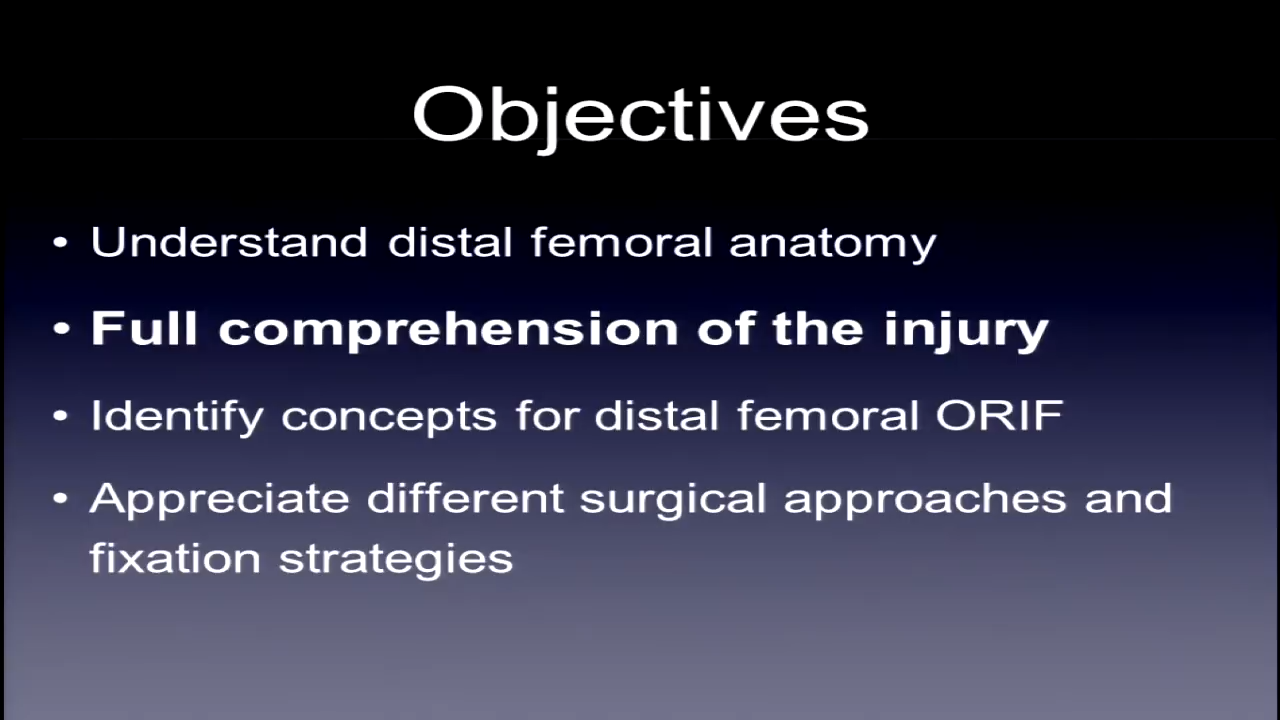 Objectives
• Understand distal femoral anatomy
• Full comprehension of the injury
• Identify concepts for distal femoral ORIF
• Appreciate different surgical approaches and
fixation strategies